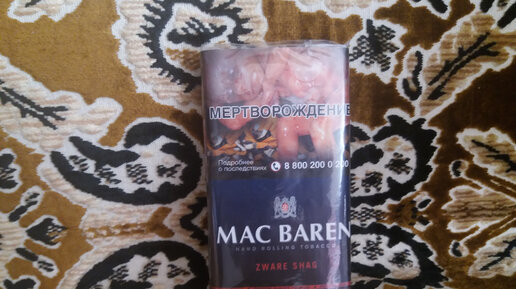 МЕРТВОРОЖДЕНИЕ
Подробнее
о последствиях
8 800 200 0 200
MAC BAREN
HAND ROLLING TOBACCO
ZWARE SHAG